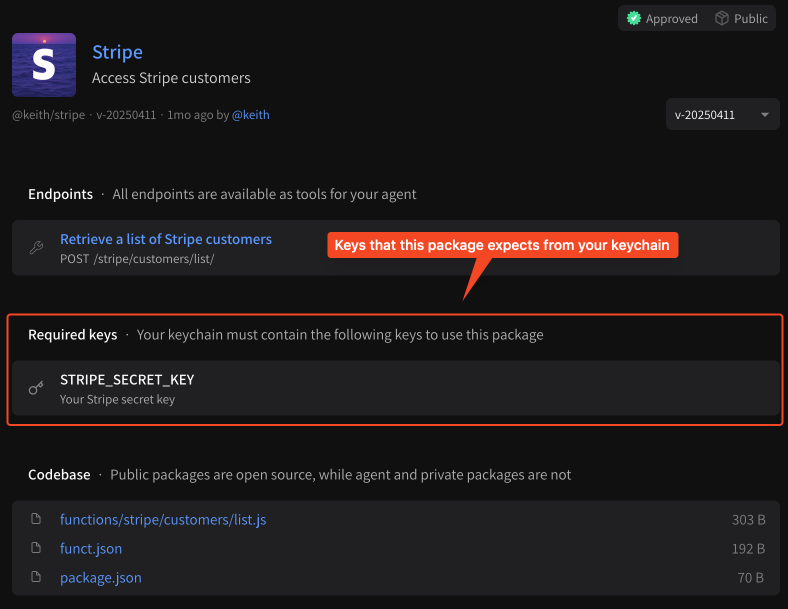 Approved
Public
S
Stripe
Access Stripe customers
@keith/stripe · v-20250411 · 1mo ago by @keith
v-20250411
Endpoints · All endpoints are available as tools for your agent
Retrieve a list of Stripe customers
POST /stripe/customers/list/
Keys that this package expects from your keychain
Required keys · Your keychain must contain the following keys to use this package
STRIPE_SECRET_KEY
Your Stripe secret key
Codebase · Public packages are open source, while agent and private packages are not
functions/stripe/customers/list.js 303 B
funct.json 192 B
package.json 70 B